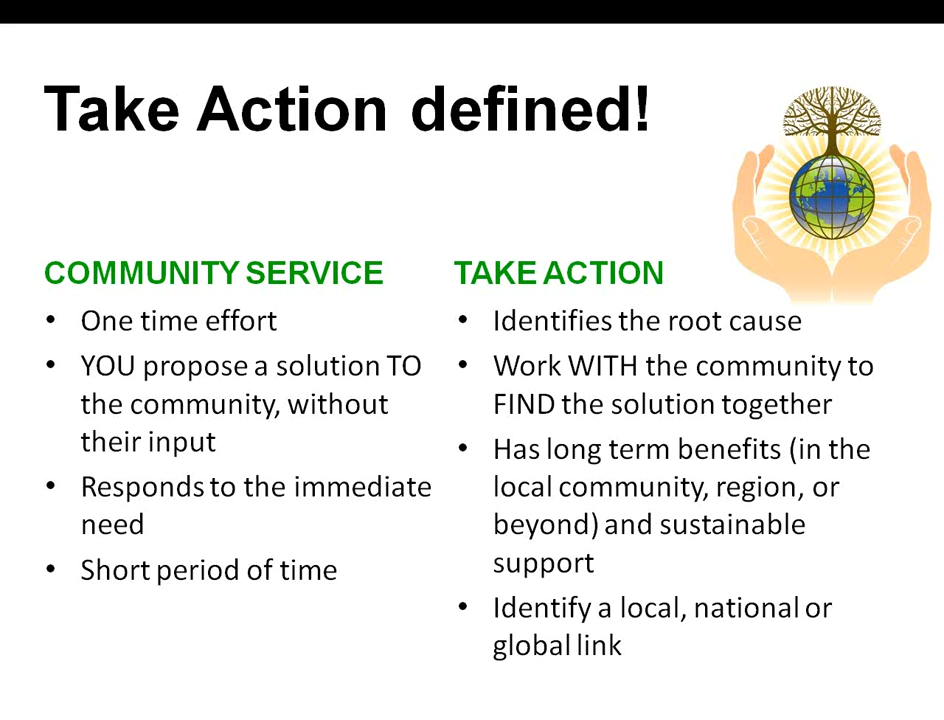 Take Action defined!
COMMUNITY SERVICE
• One time effort
• YOU propose a solution TO
the community, without
their input
• Responds to the immediate
need
• Short period of time
TAKE ACTION
• Identifies the root cause
• Work WITH the community to
FIND the solution together
• Has long term benefits (in the
local community, region, or
beyond) and sustainable
support
• Identify a local, national or
global link